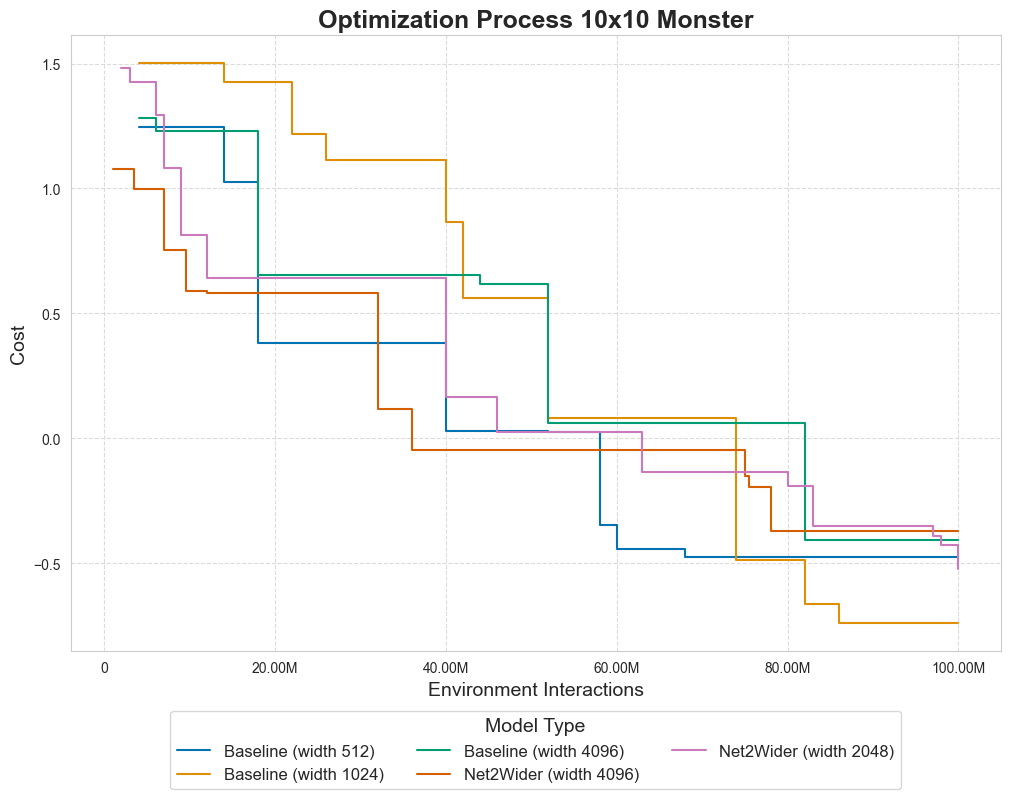 Optimization Process 10x10 Monster
Cost
1.5
1.0
0.5
0.0
−0.5
0
20.00M
40.00M
60.00M
80.00M
100.00M
Environment Interactions
Model Type
Baseline (width 512)
Baseline (width 1024)
Baseline (width 4096)
Net2Wider (width 4096)
Net2Wider (width 2048)